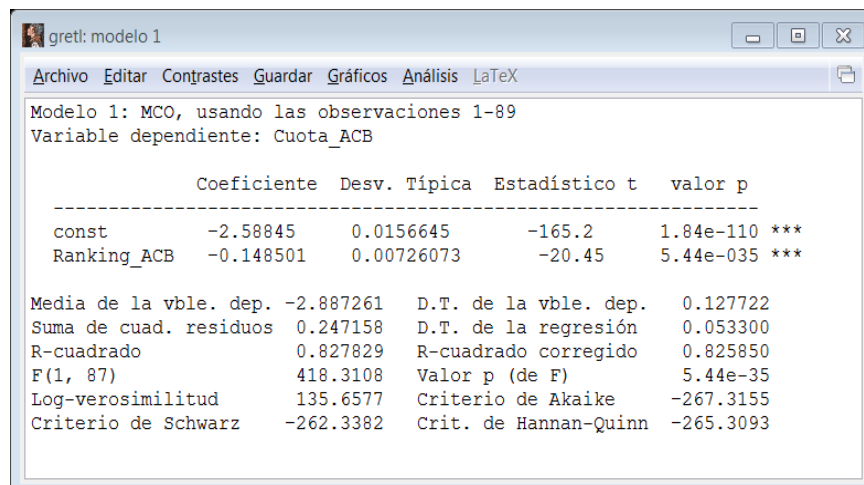 gretl: modelo 1
Archivo Editar Contrastes Guardar Gráficos Análisis LaTeX
Modelo 1: MCO, usando las observaciones 1-89
Variable dependiente: Cuota_ACB
Coeficiente Desv. Típica Estadístico t valor p
------------------------------------------------------------
const -2.58845 0.0156645 -165.2 1.84e-110 ***
Ranking_ACB -0.148501 0.00726073 -20.45 5.44e-035 ***
Media de la vble. dep. -2.887261 D.T. de la vble. dep. 0.127722
Suma de cuad. residuos 0.247158 D.T. de la regresión 0.053300
R-cuadrado 0.827829 R-cuadrado corregido 0.825850
F(1, 87) 418.3108 Valor p (de F) 5.44e-35
Log-verosimilitud 135.6577 Criterio de Akaike -267.3155
Criterio de Schwarz -262.3382 Crit. de Hannan-Quinn -265.3093